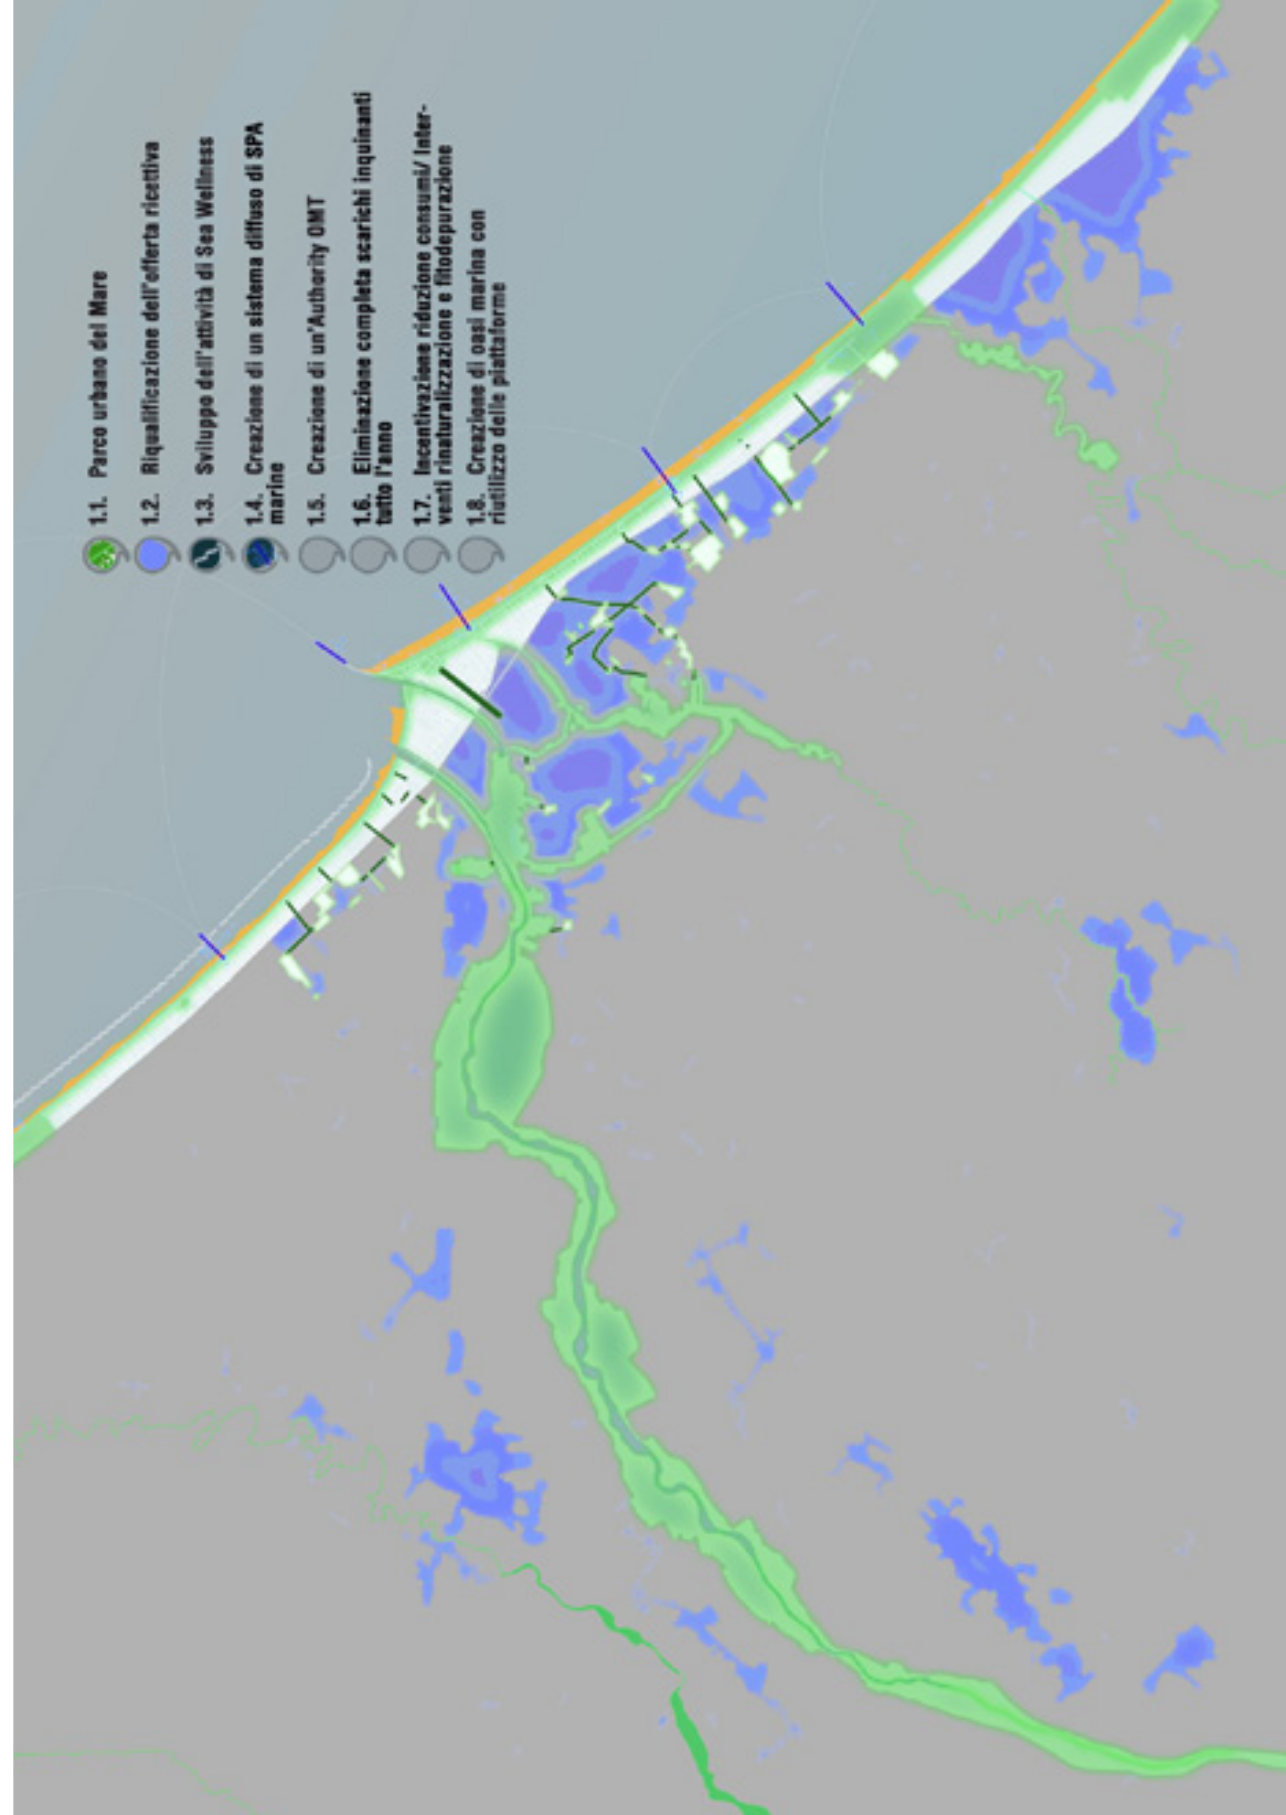 1.1. Parco urbano del Mare
1.2. Riqualificazione dell'offerta ricettiva
1.3. Sviluppo dell'attività di Sea Wellness
1.4. Creazione di un sistema diffuso di SPA
marine
1.5. Creazione di un'Authority OMT
1.6. Eliminazione completa scarichi inquinanti
tutto l'anno
1.7. Incentivazione riduzione consumi/ Inter-
venti rinaturalizzazione e fitodepurazione
1.8. Creazione di oasi marina con
riutilizzo delle piattaforme